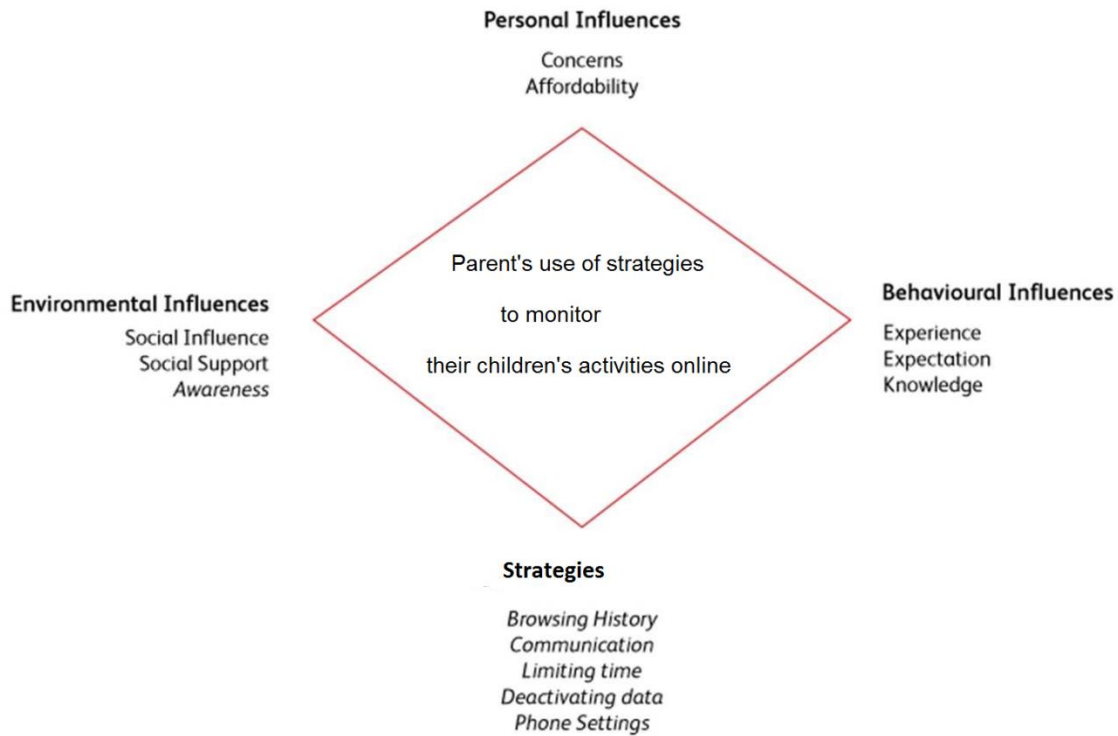 Personal Influences
Concerns
Affordability
Parent's use of strategies
to monitor
their children's activities online
Environmental Influences
Social Influence
Social Support
Awareness
Behavioural Influences
Experience
Expectation
Knowledge
Strategies
Browsing History
Communication
Limiting time
Deactivating data
Phone Settings